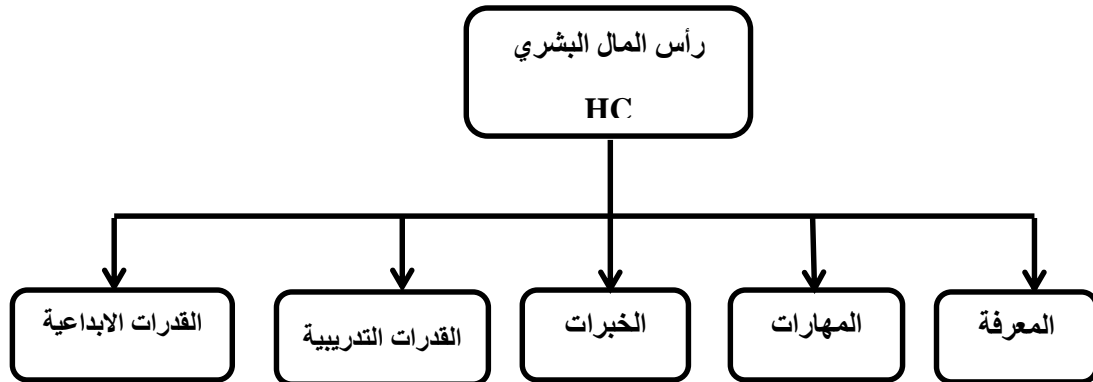 رأس المال البشري
HC
المعرفة
المهارات
الخبرات
القدرات التدريبية
القدرات الابداعية